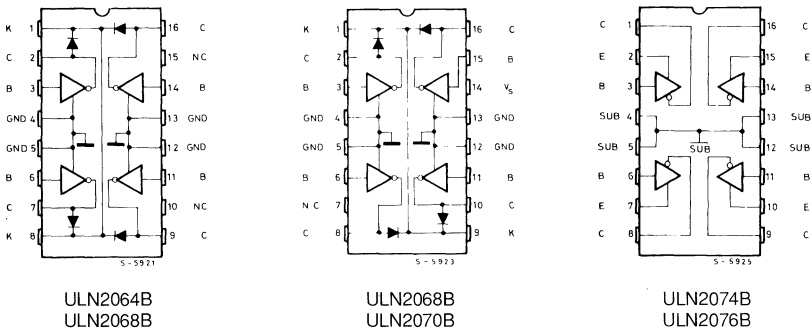 K 1 16 C
C 2 15 NC
B 3 14 B
GND 4 13 GND
GND 5 12 GND
B 6 11 B
C 7 10 NC
K 8 9 C
S-5921
ULN2064B
ULN2068B
K 1 16 C
C 2 15 B
B 3 14 VS
GND 4 13 GND
GND 5 12 GND
B 6 11 B
NC 7 10 C
C 8 9 K
S-5923
ULN2068B
ULN2070B
C 1 16 C
E 2 15 E
B 3 14 B
SUB 4 13 SUB
SUB
SUB 5 12 SUB
B 6 11 B
E 7 10 E
C 8 9 C
S-5925
ULN2074B
ULN2076B